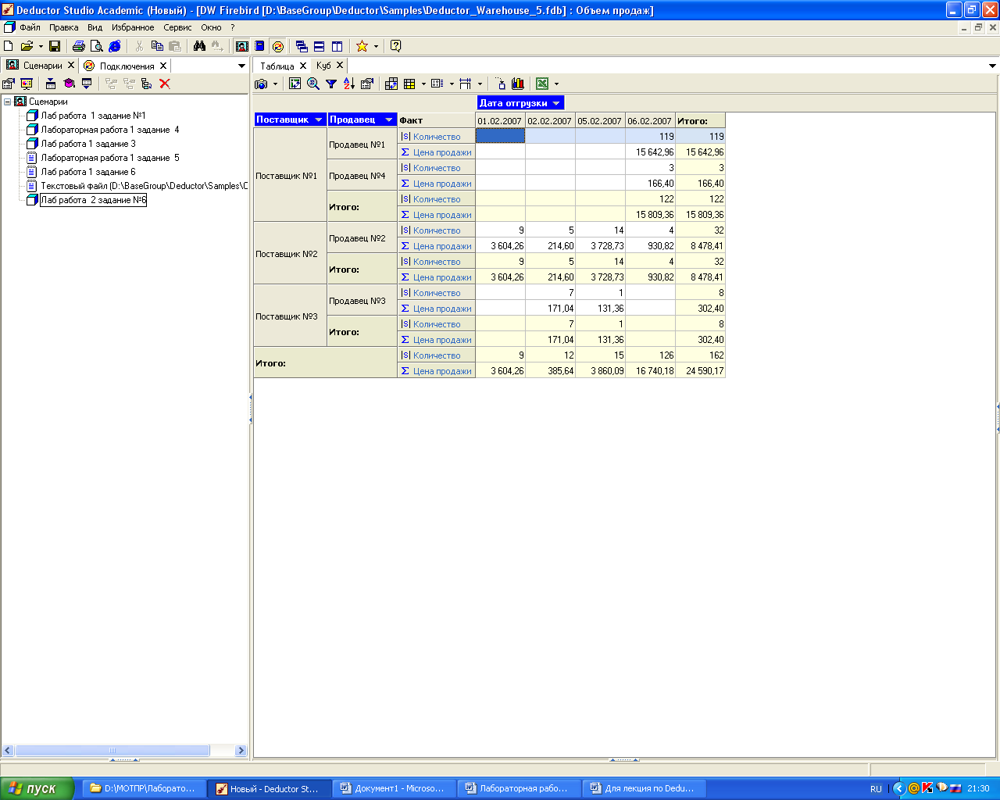 Deductor Studio Academic (Новый) - [DW Firebird [D:\BaseGroup\Deductor\Samples\Deductor_Warehouse_5.fdb] : Объем продаж]
Файл Правка Вид Избранное Сервис Окно ?
Сценарии Подключения
Таблица Куб
Сценарии
Лаб работа 1 задание №1
Лабораторная работа 1 задание 4
Лаб работа 1 задание 3
Лабораторная работа 1 задание 5
Лаб работа 1 задание 6
Текстовый файл (D:\BaseGroup\Deductor\Samples\C
Лаб работа 2 задание №6
Дата отгрузки
Поставщик Продавец Факт 01.02.2007 02.02.2007 05.02.2007 06.02.2007 Итого:
Поставщик №1 Продавец №1 |s| Количество 119 119
Σ Цена продажи 15 642,96 15 642,96
Продавец №4 |s| Количество 3 3
Σ Цена продажи 166,40 166,40
Итого: |s| Количество 122 122
Σ Цена продажи 15 809,36 15 809,36
Поставщик №2 Продавец №2 |s| Количество 9 5 14 4 32
Σ Цена продажи 3 604,26 214,60 3 728,73 930,82 8 478,41
Итого: |s| Количество 9 5 14 4 32
Σ Цена продажи 3 604,26 214,60 3 728,73 930,82 8 478,41
Поставщик №3 Продавец №3 |s| Количество 7 1 8
Σ Цена продажи 171,04 131,36 302,40
Итого: |s| Количество 7 1 8
Σ Цена продажи 171,04 131,36 302,40
Итого: |s| Количество 9 12 15 126 162
Σ Цена продажи 3 604,26 385,64 3 860,09 16 740,18 24 590,17
пуск D:\МОТПР\Лаборато... Новый - Deductor St... Документ1 - Microso... Лабораторная рабо... Для лекция по Dedu... RU 21:30